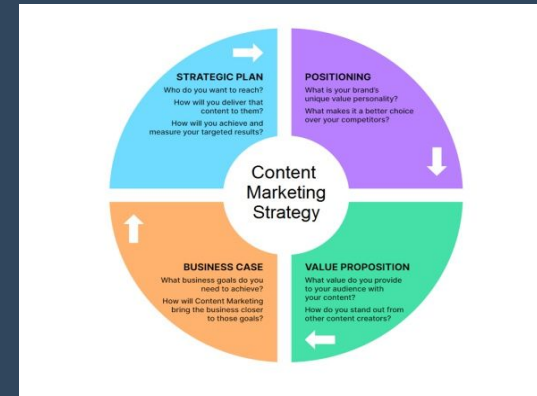 STRATEGIC PLAN
Who do you want to reach?
How will you deliver that
content to them?
How will you achieve and
measure your targeted results?
POSITIONING
What is your brand's
unique value personality?
What makes it a better choice
over your competitors?
Content
Marketing
Strategy
BUSINESS CASE
What business goals do you
need to achieve?
How will Content Marketing
bring the business closer
to those goals?
VALUE PROPOSITION
What value do you provide
to your audience with
your content?
How do you stand out from
other content creators?